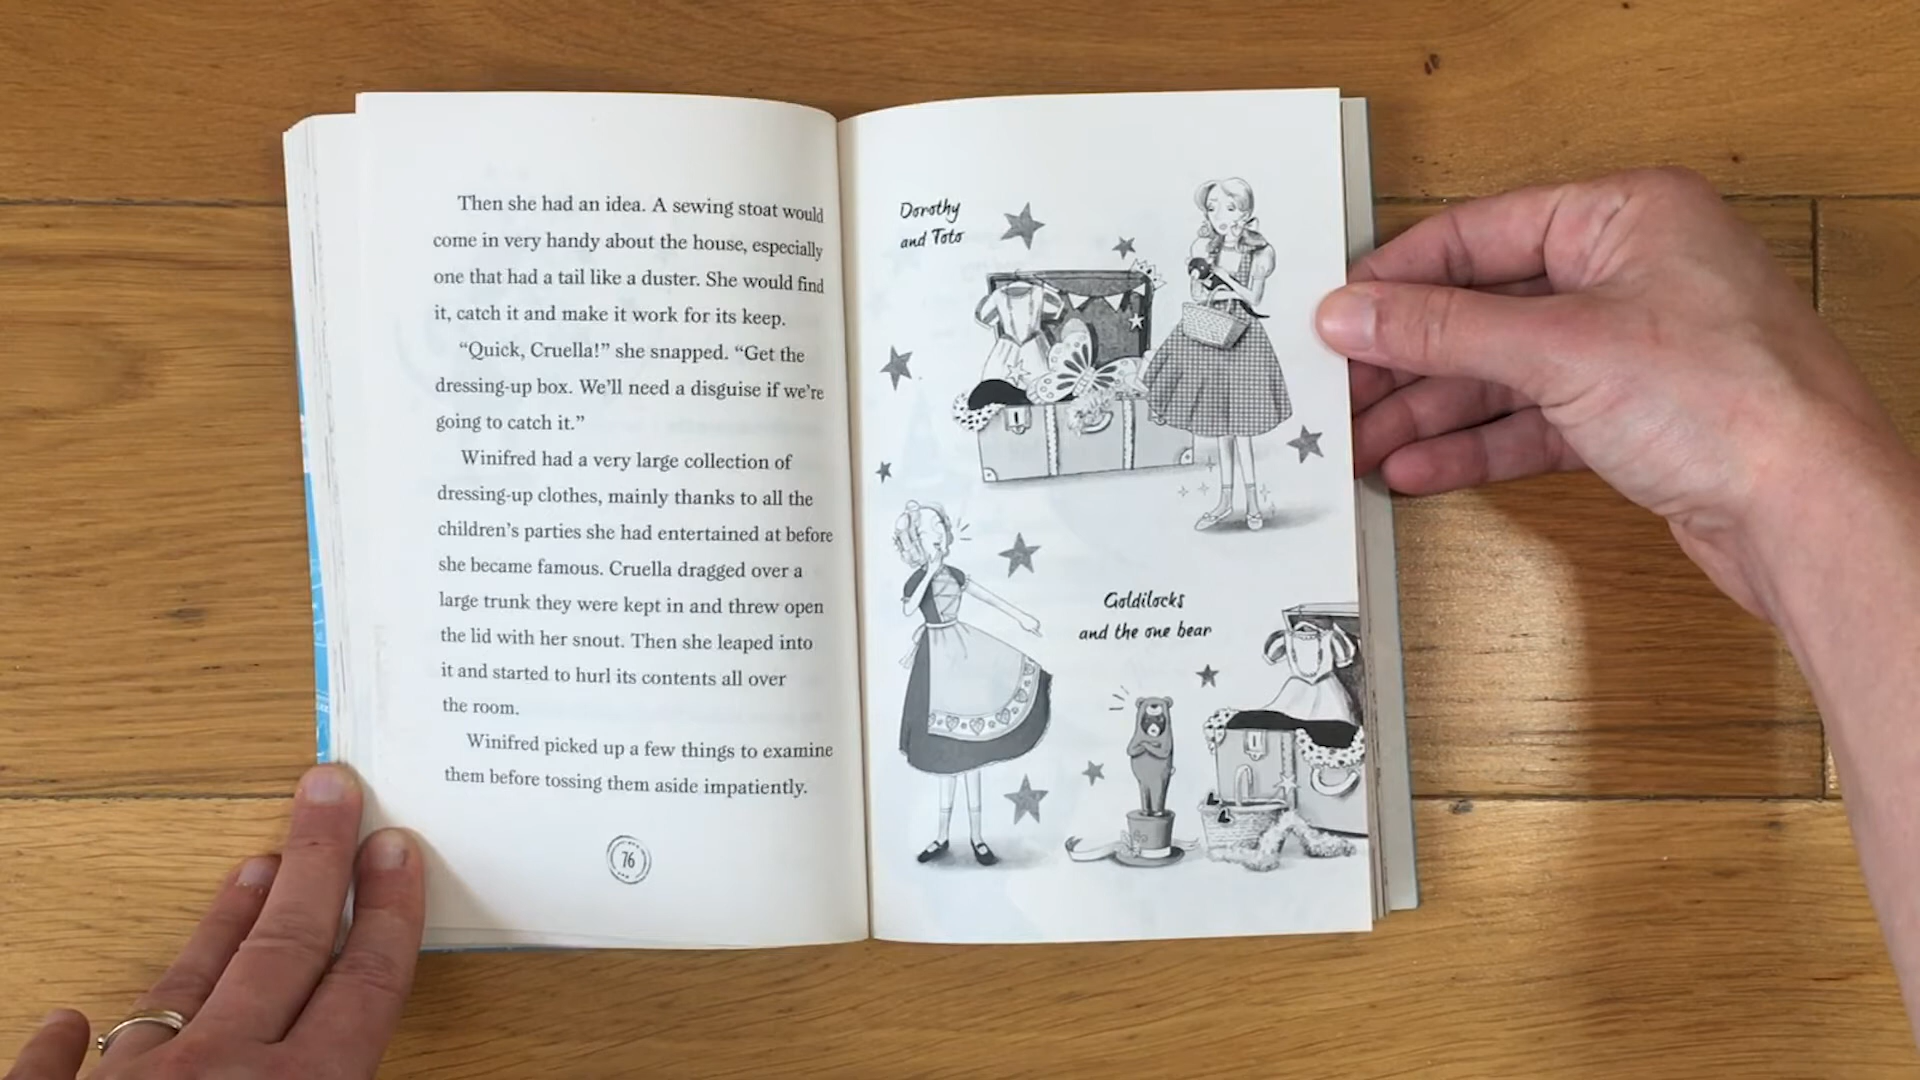 Then she had an idea. A sewing stoat would
come in very handy about the house, especially
one that had a tail like a duster. She would find
it, catch it and make it work for its keep.
“Quick, Cruella!” she snapped. “Get the
dressing-up box. We’ll need a disguise if we’re
going to catch it.”
Winifred had a very large collection of
dressing-up clothes, mainly thanks to all the
children’s parties she had entertained at before
she became famous. Cruella dragged over a
large trunk they were kept in and threw open
the lid with her snout. Then she leaped into
it and started to hurl its contents all over
the room.
Winifred picked up a few things to examine
them before tossing them aside impatiently.
76
Dorothy
and Toto
Goldilocks
and the one bear